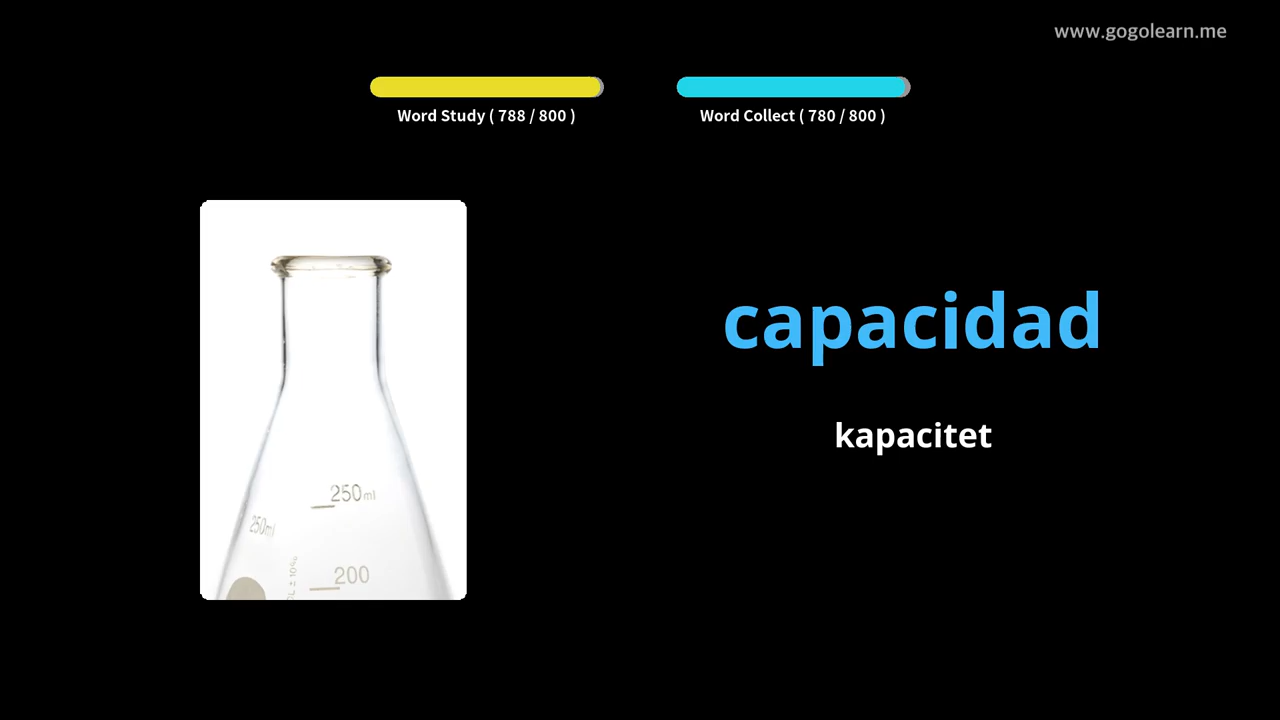 www.gogolearn.me
Word Study ( 788 / 800 )
Word Collect ( 780 / 800 )
capacidad
kapacitet
250ml
250ml
200